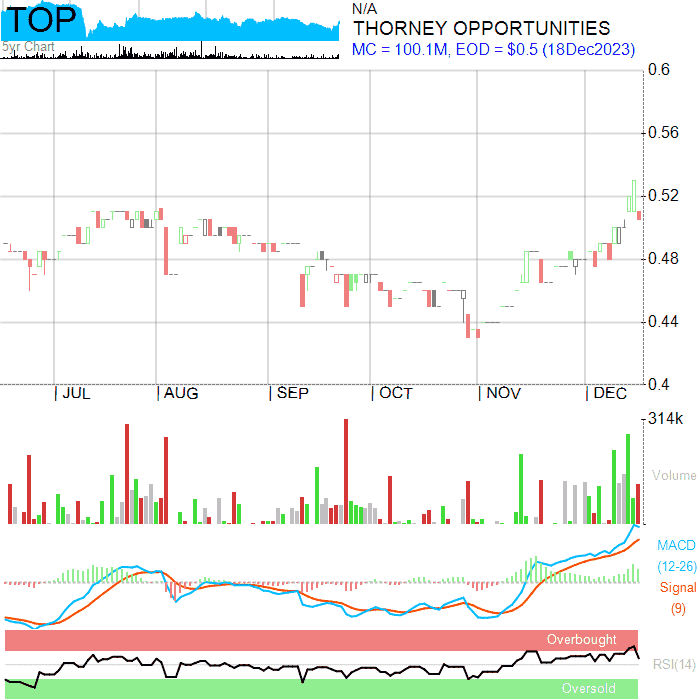 TOP
5yr Chart
N/A
THORNEY OPPORTUNITIES
MC = 100.1M, EOD = $0.5 (18Dec2023)
0.6
0.56
0.52
0.48
0.44
0.4
JUL AUG SEP OCT NOV DEC
314k
Volume
MACD
(12-26)
Signal
(9)
Overbought
RSI(14)
Oversold